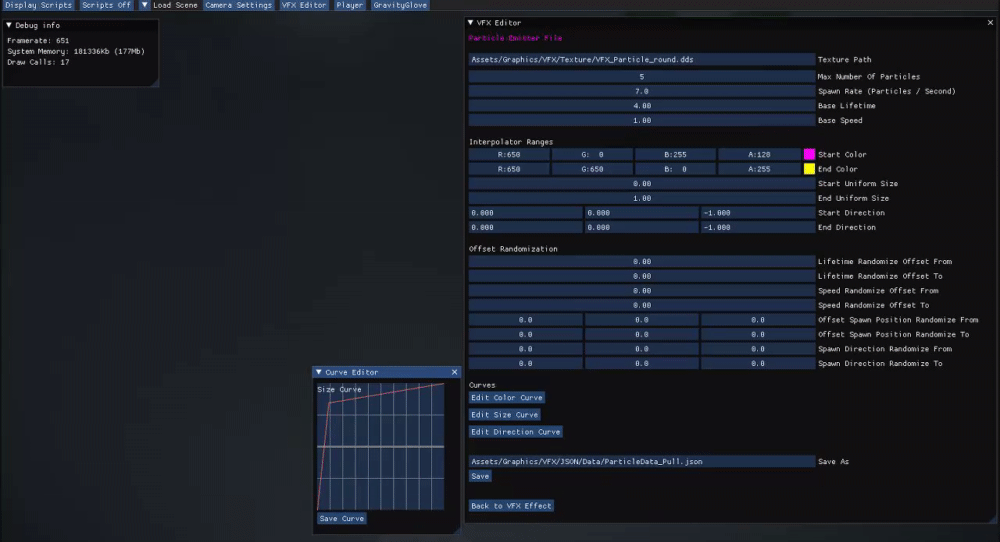 Display Scripts Scripts Off ▼ Load Scene Camera Settings VFX Editor Player GravityGlove
▼ Debug info
Framerate: 651
System Memory: 181336Kb (177Mb)
Draw Calls: 17
▼ VFX Editor
Particle Emitter File
Assets/Graphics/VFX/Texture/VFX_Particle_round.dds Texture Path
5 Max Number Of Particles
7.0 Spawn Rate (Particles / Second)
4.00 Base Lifetime
1.00 Base Speed
Interpolator Ranges
R:650 G: 0 B:255 A:120 Start Color
R:650 G:650 B: 0 A:255 End Color
0.00 Start Uniform Size
1.00 End Uniform Size
0.000 0.000 -1.000 Start Direction
0.000 0.000 -1.000 End Direction
Offset Randomization
0.00 Lifetime Randomize Offset From
0.00 Lifetime Randomize Offset To
0.00 Speed Randomize Offset From
0.00 Speed Randomize Offset To
0.0 0.0 0.0 Offset Spawn Position Randomize From
0.0 0.0 0.0 Offset Spawn Position Randomize To
0.0 0.0 0.0 Spawn Direction Randomize From
0.0 0.0 0.0 Spawn Direction Randomize To
Curves
Edit Color Curve
Edit Size Curve
Edit Direction Curve
Assets/Graphics/VFX/JSON/Data/ParticleData_Pull.json Save As
Save
Back to VFX Effect
▼ Curve Editor
Size Curve
Save Curve